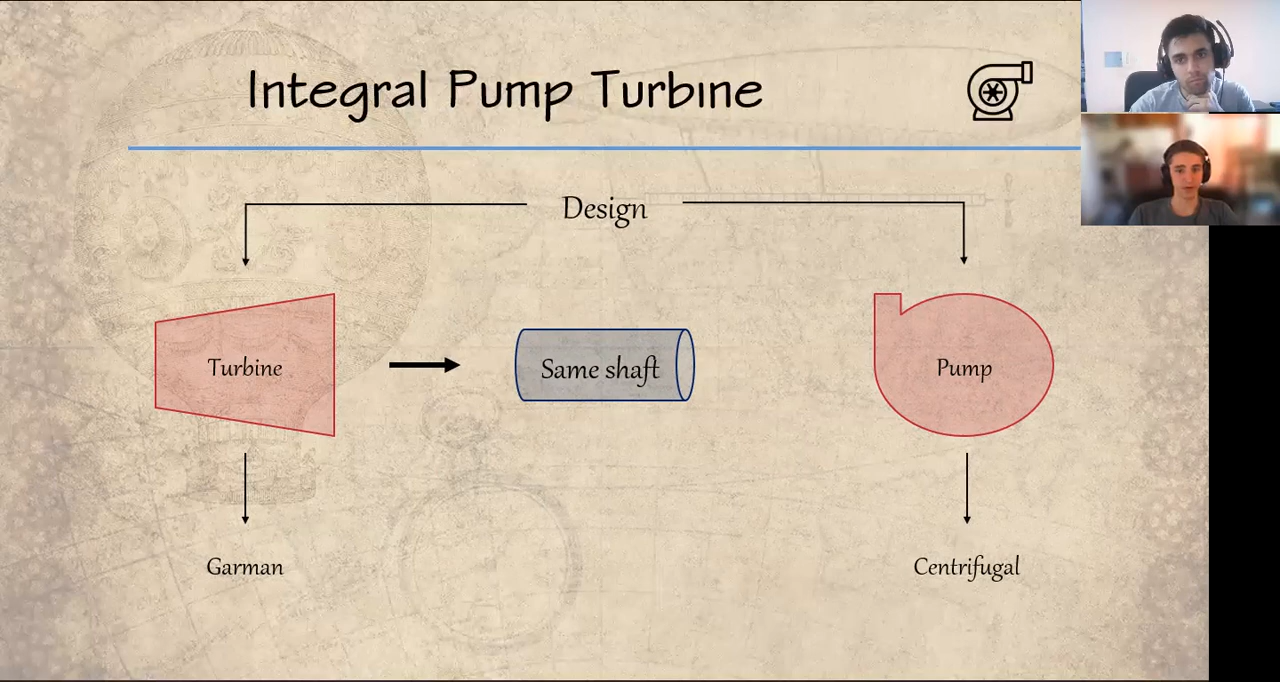 Integral Pump Turbine
Design
Turbine
Same shaft
Pump
Garman
Centrifugal